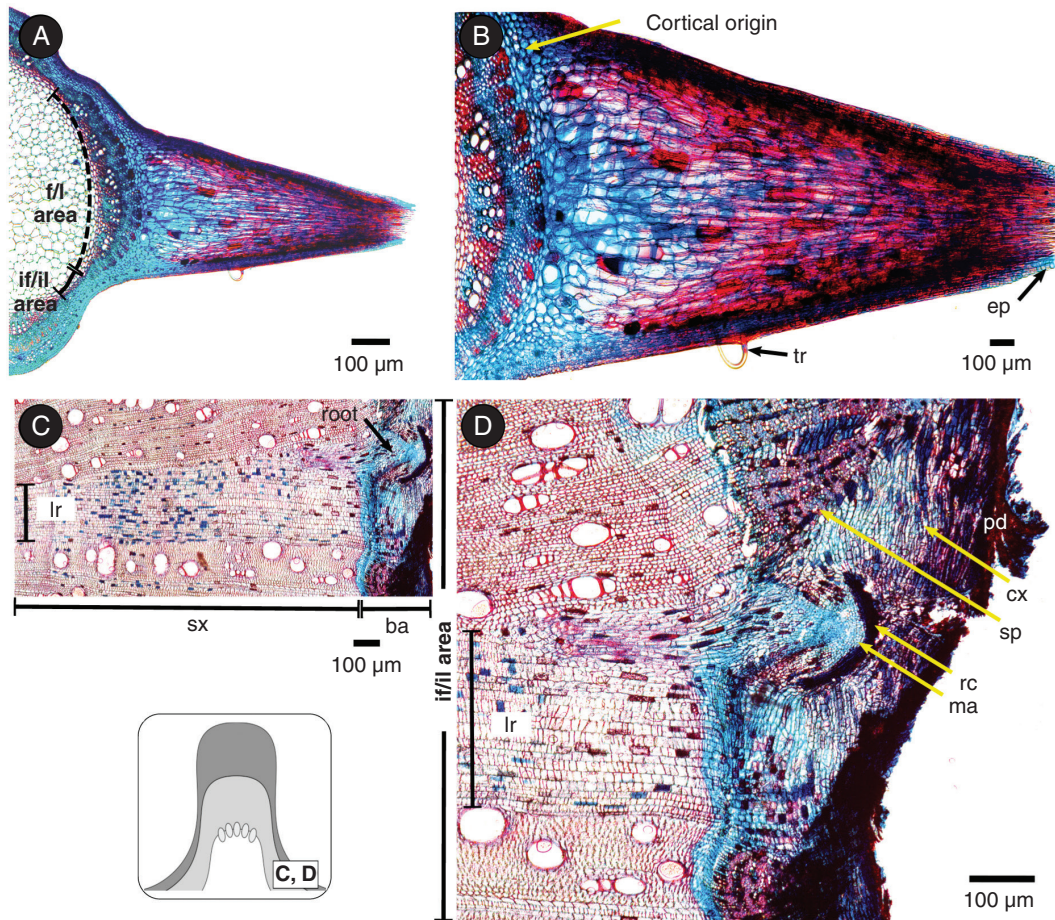 A
f/l
area
if/il
area
100 µm
B
Cortical origin
ep
tr
100 µm
C
root
lr
sx
ba
100 µm
if/il area
D
lr
pd
cx
sp
rc
ma
100 µm
C, D